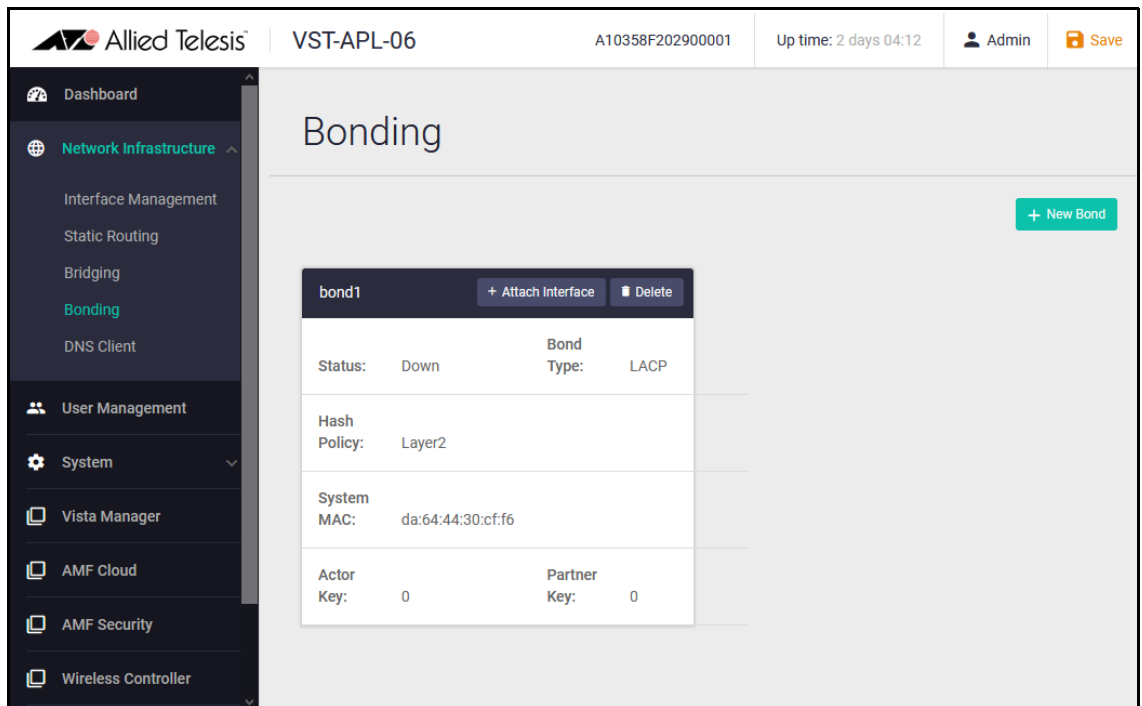 Allied Telesis
VST-APL-06
A10358F202900001
Up time: 2 days 04:12
Admin
Save
Dashboard
Network Infrastructure
Interface Management
Static Routing
Bridging
Bonding
DNS Client
User Management
System
Vista Manager
AMF Cloud
AMF Security
Wireless Controller
Bonding
+ New Bond
bond1
+ Attach Interface
Delete
Status: Down
Bond
Type: LACP
Hash
Policy: Layer2
System
MAC: da:64:44:30:cf:f6
Actor
Key: 0
Partner
Key: 0